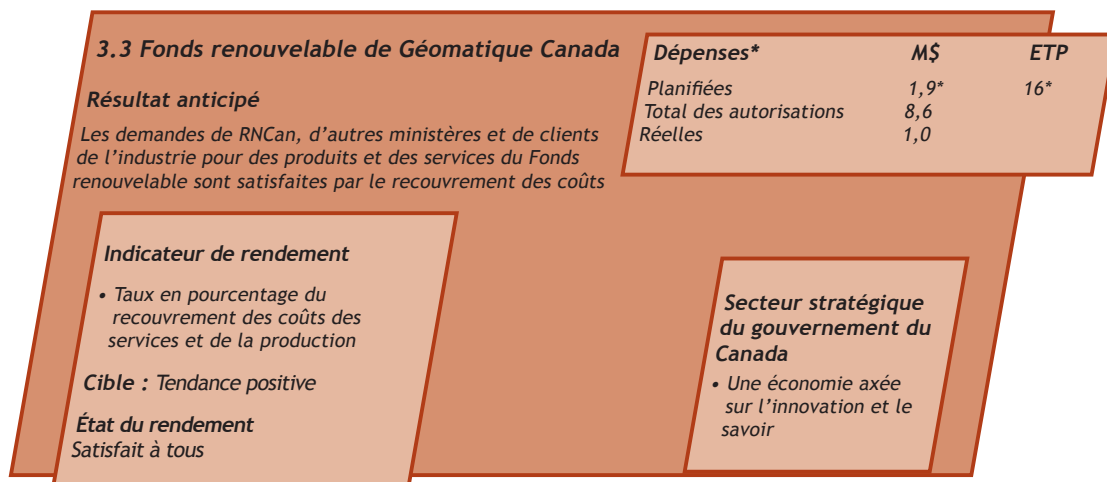 3.3 Fonds renouvelable de Géomatique Canada
Résultat anticipé
Les demandes de RNCan, d'autres ministères et de clients
de l'industrie pour des produits et des services du Fonds
renouvelable sont satisfaites par le recouvrement des coûts
Dépenses* M$ ETP
Planifiées 1,9* 16*
Total des autorisations 8,6
Réelles 1,0
Indicateur de rendement
• Taux en pourcentage du
recouvrement des coûts des
services et de la production
Cible : Tendance positive
État du rendement
Satisfait à tous
Secteur stratégique
du gouvernement du
Canada
• Une économie axée
sur l'innovation et le
savoir